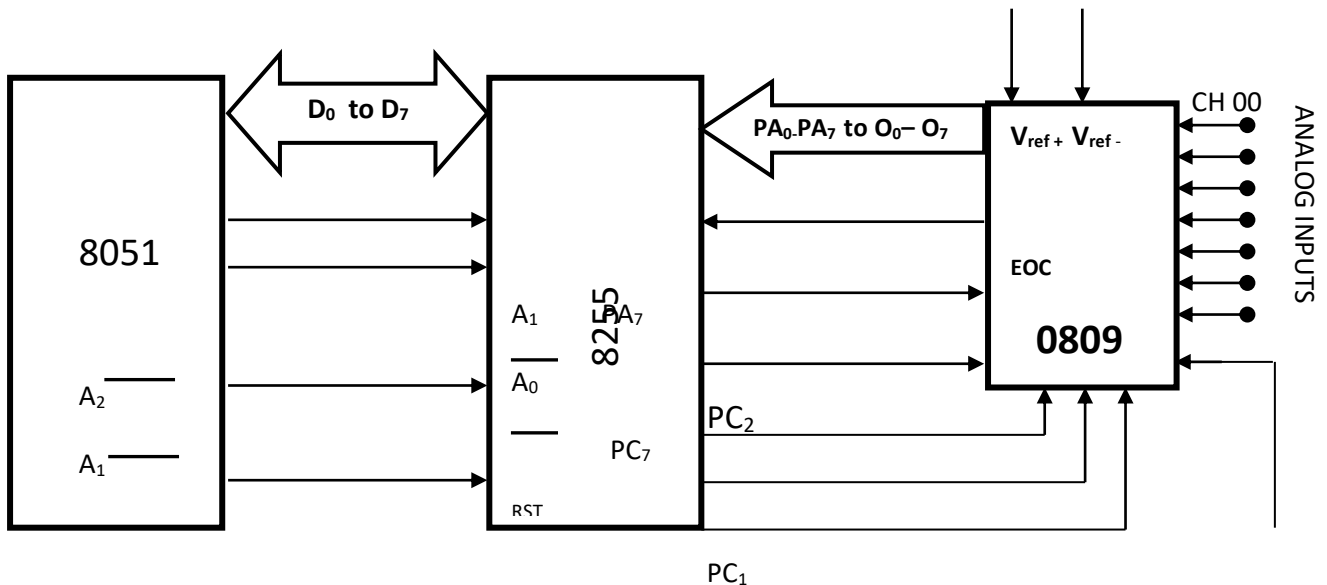 D₀ to D₇
PA₀-PA₇ to O₀– O₇
CH 00
V_ref + V_ref -
ANALOG INPUTS
8051
EOC
A₁
PA₇
8255
0809
A₀
A₂
PC₂
PC₇
A₁
RST
PC₁